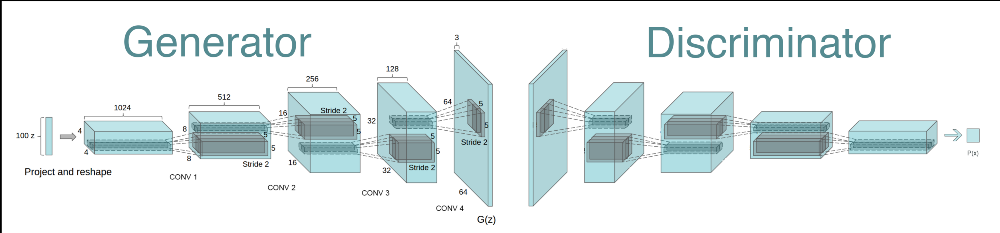 Generator
Discriminator
3
128
256
64
5
512
1024
16
Stride 2
5
5
32
Stride 2
100 z
4
8
5
5
5
4
8
Stride 2
16
5
32
Stride 2
5
P(x)
Project and reshape
CONV 1
CONV 2
CONV 3
64
CONV 4
G(z)